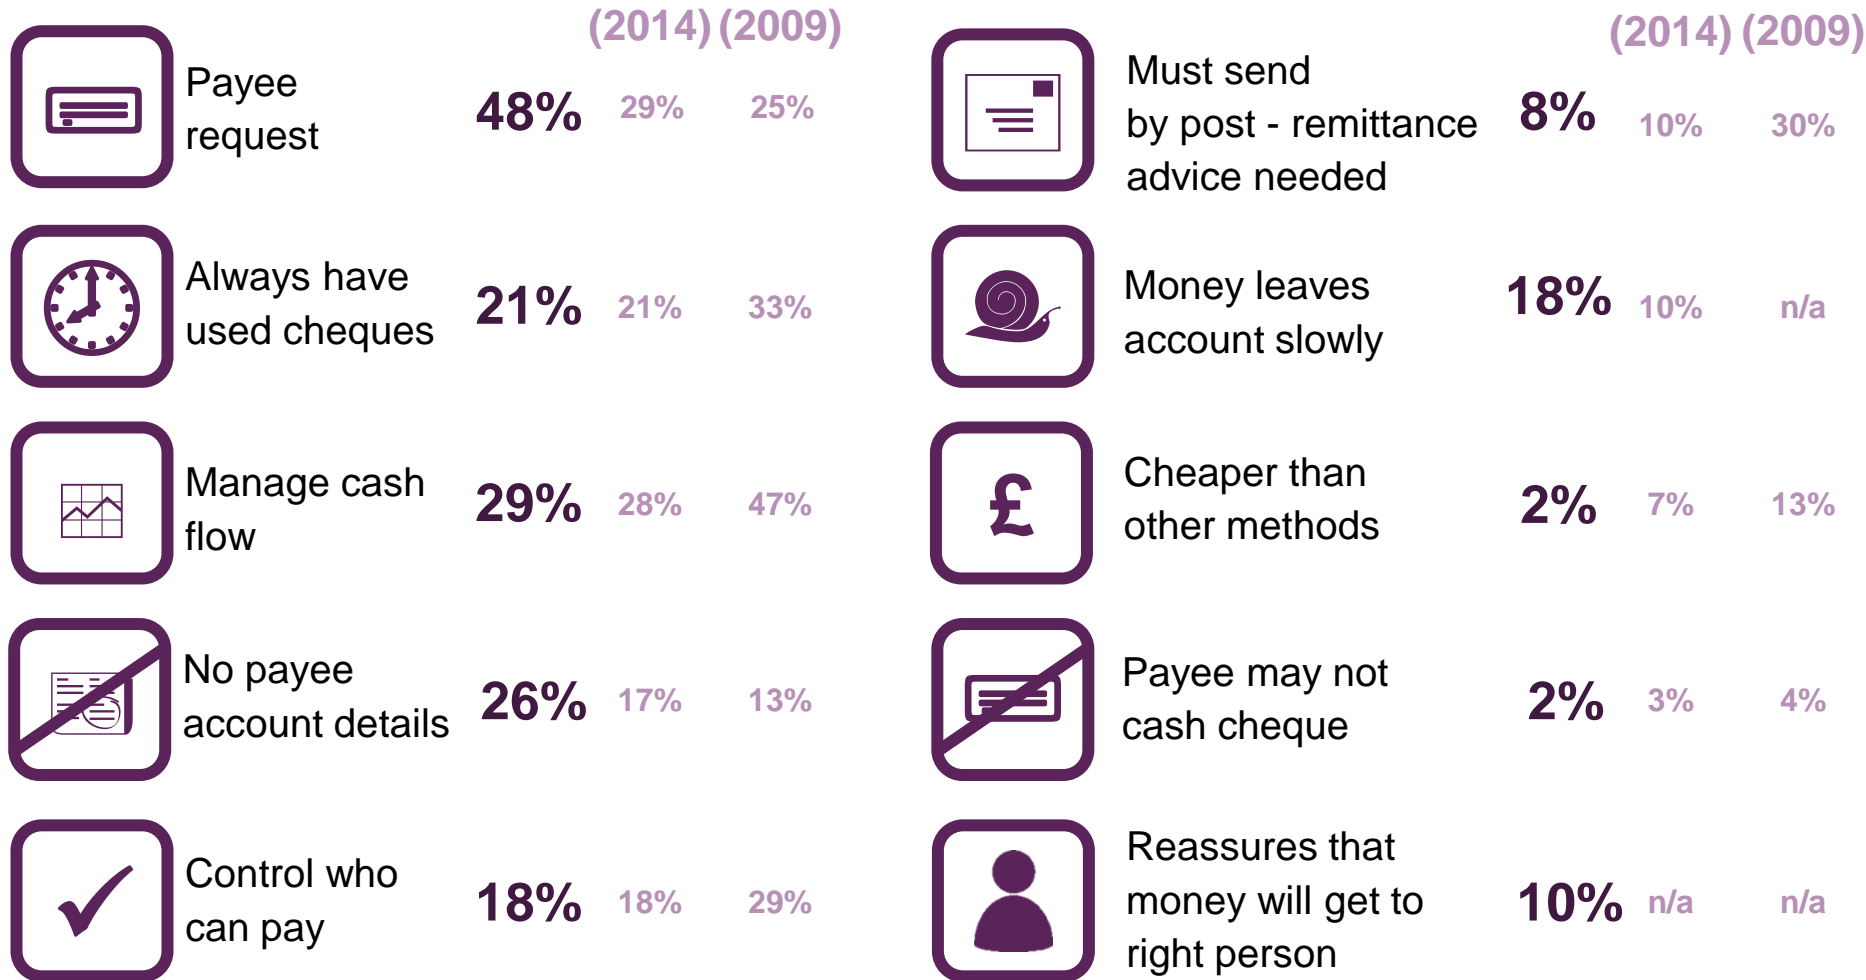 (2014) (2009)
Payee
request
48% 29% 25%
Always have
used cheques
21% 21% 33%
Manage cash
flow
29% 28% 47%
No payee
account details
26% 17% 13%
Control who
can pay
18% 18% 29%
(2014) (2009)
Must send
by post - remittance
advice needed
8% 10% 30%
Money leaves
account slowly
18% 10% n/a
£
Cheaper than
other methods
2% 7% 13%
Payee may not
cash cheque
2% 3% 4%
Reassures that
money will get to
right person
10% n/a n/a